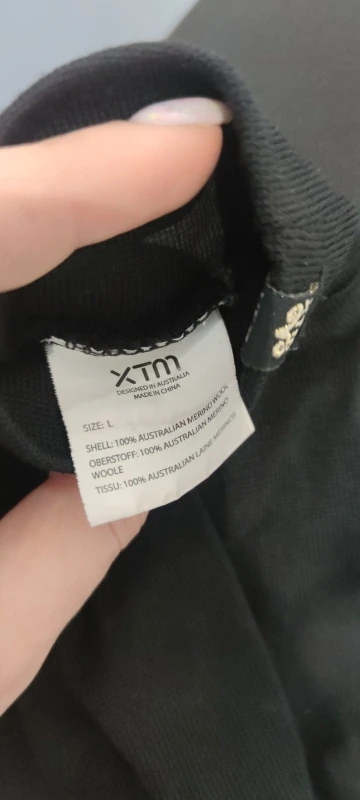 XTM
DESIGNED IN AUSTRALIA
MADE IN CHINA
SIZE: L
SHELL: 100% AUSTRALIAN MERINO WOOL
OBERSTOFF: 100% AUSTRALIAN MERINO
WOOLE
TISSU: 100% AUSTRALIAN LAINE MERINOS